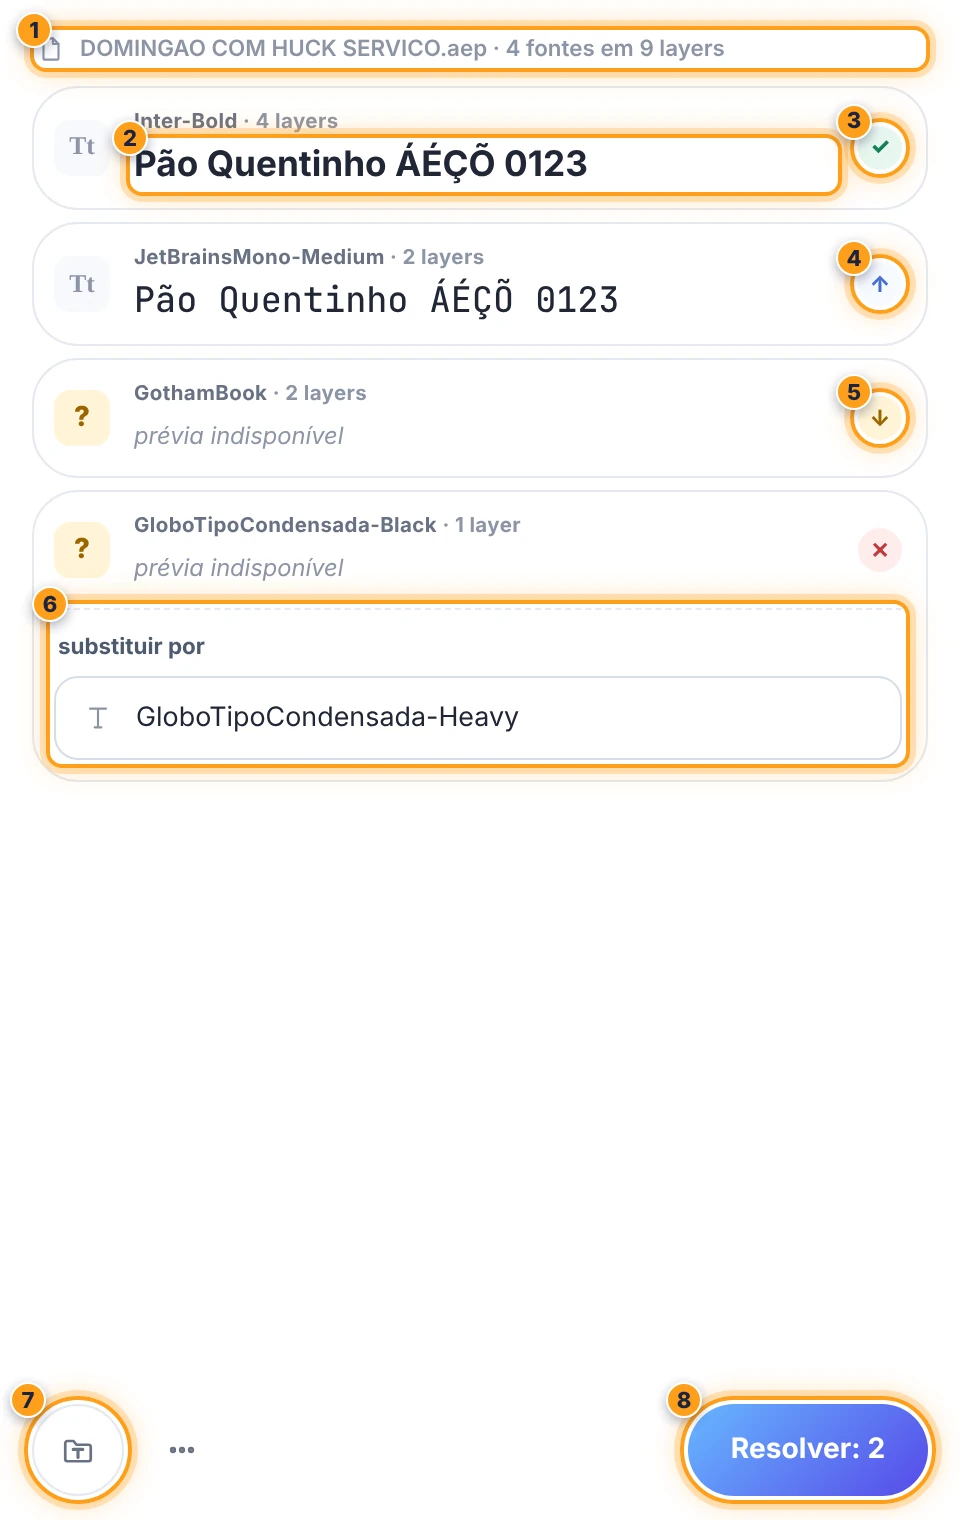 1
DOMINGAO COM HUCK SERVICO.aep · 4 fontes em 9 layers
Tt
Inter-Bold · 4 layers
2
Pão Quentinho ÁÉÇÕ 0123
3
Tt
JetBrainsMono-Medium · 2 layers
Pão Quentinho ÁÉÇÕ 0123
4
?
GothamBook · 2 layers
prévia indisponível
5
?
GloboTipoCondensada-Black · 1 layer
prévia indisponível
6
substituir por
GloboTipoCondensada-Heavy
7
8
Resolver: 2